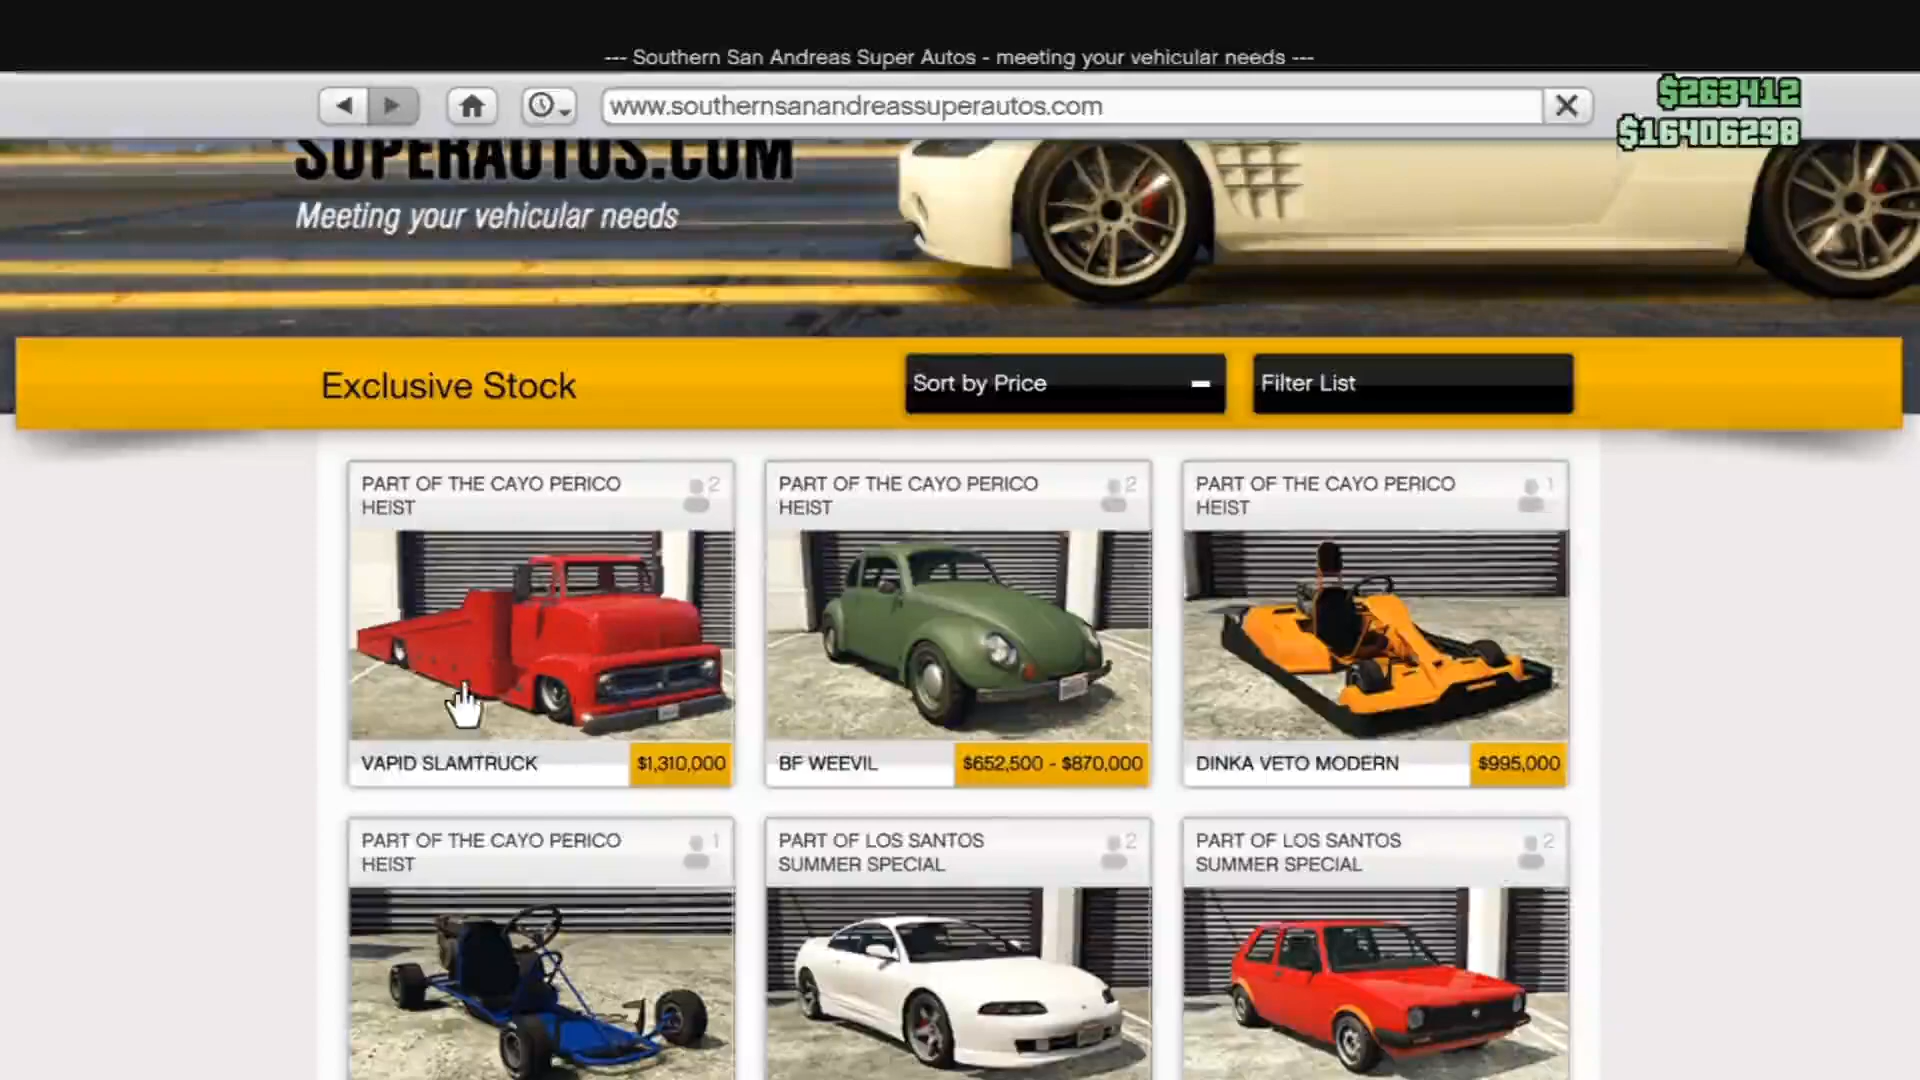 --- Southern San Andreas Super Autos - meeting your vehicular needs ---
www.southernsanandreassuperautos.com
$263412
$16406298
SUPERAUTOS.COM
Meeting your vehicular needs
Exclusive Stock
Sort by Price
Filter List
PART OF THE CAYO PERICO
HEIST
2
PART OF THE CAYO PERICO
HEIST
2
PART OF THE CAYO PERICO
HEIST
1
VAPID SLAMTRUCK
$1,310,000
BF WEEVIL
$652,500 - $870,000
DINKA VETO MODERN
$995,000
PART OF THE CAYO PERICO
HEIST
1
PART OF LOS SANTOS
SUMMER SPECIAL
2
PART OF LOS SANTOS
SUMMER SPECIAL
2